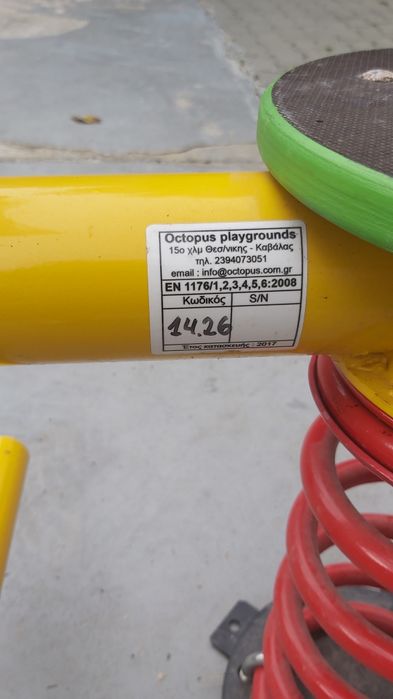 Octopus playgrounds
15ο χλμ Θεσ/νικης - Καβάλας
τηλ. 2394073051
email : info@octopus.com.gr
EN 1176/1,2,3,4,5,6:2008
Κωδικός S/N
14.26
Έτος κατασκευής : 2017